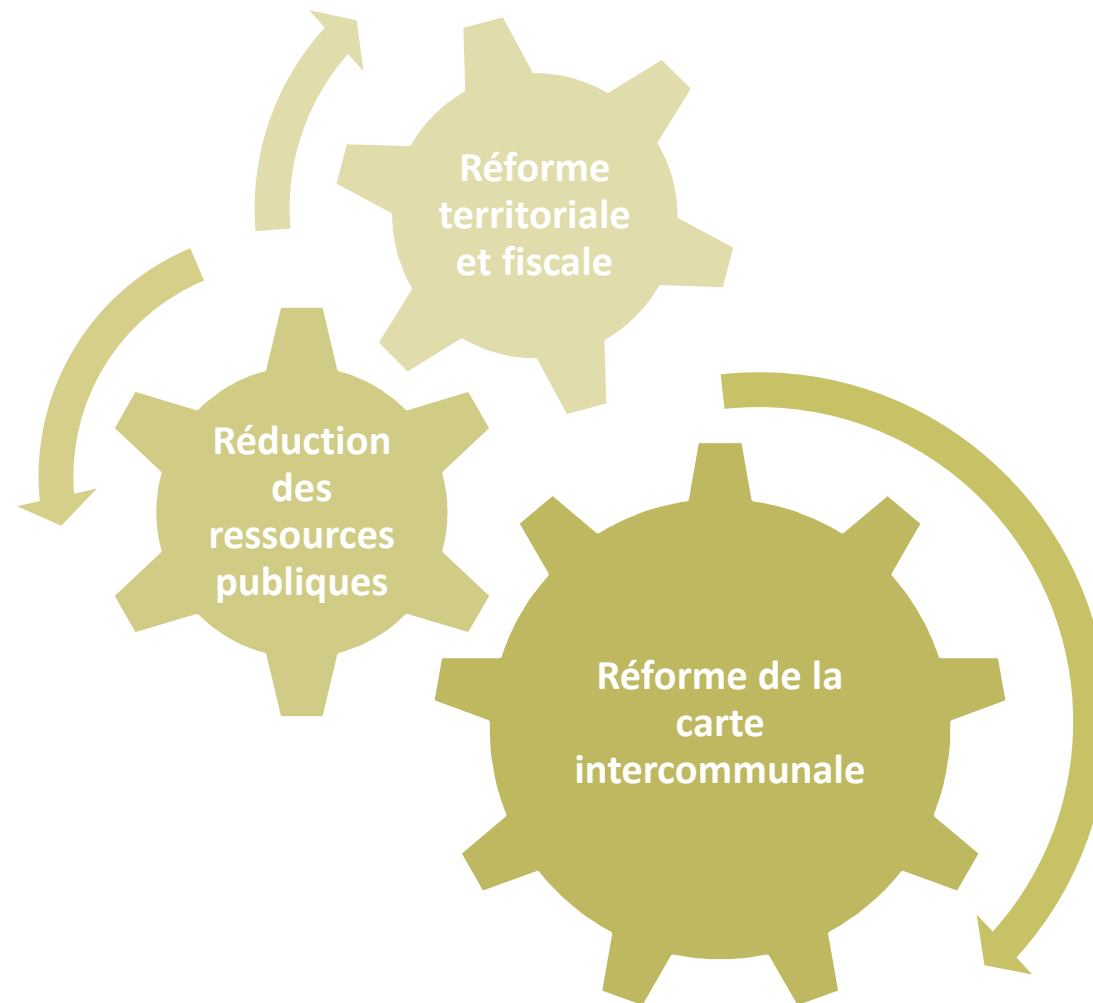 Réforme
territoriale
et fiscale
Réduction
des
ressources
publiques
Réforme de la
carte
intercommunale